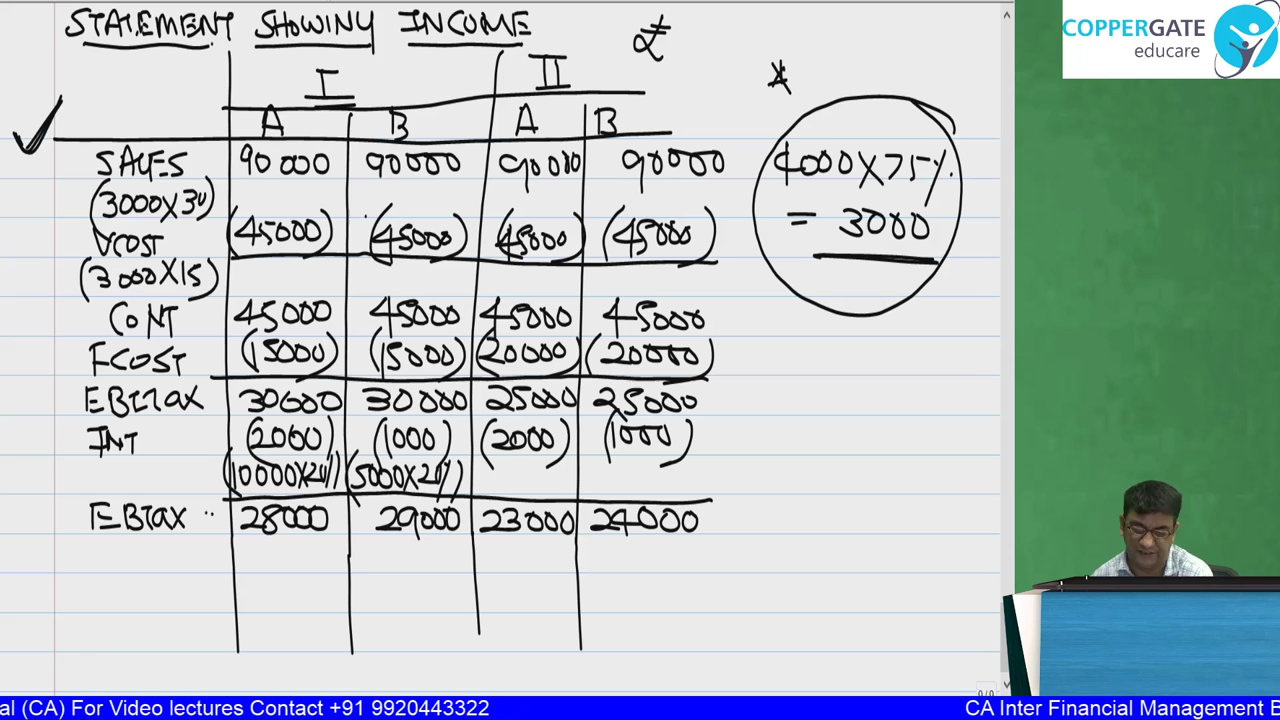 STATEMENT SHOWINY INCOME ₹
I II
A B A B
SALES 90000 90000 90000 90000
(3000X30)
VCOST (45000) (45000) (45000) (45000)
(3000X15)
CONT 45000 45000 45000 45000
FCOST (15000) (15000) (20000) (20000)
EBITTAX 30000 30000 25000 25000
INT (2000) (1000) (2000) (1000)
(10000X20%) (5000X20%)
EBTAX 28000 29000 23000 24000
*
4000X75%
= 3000
COPPERGATE
educare
al (CA) For Video lectures Contact +91 9920443322
CA Inter Financial Management B